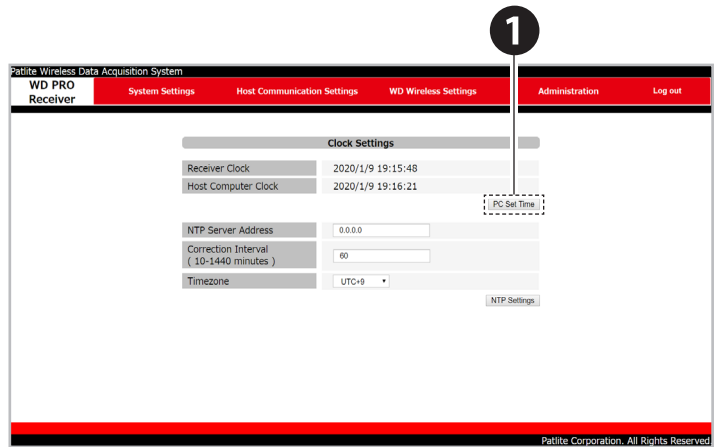 1
Patlite Wireless Data Acquisition System
WD PRO
Receiver
System Settings
Host Communication Settings
WD Wireless Settings
Administration
Log out
Clock Settings
Receiver Clock 2020/1/9 19:15:48
Host Computer Clock 2020/1/9 19:16:21
PC Set Time
NTP Server Address 0.0.0.0
Correction Interval
( 10-1440 minutes ) 60
Timezone UTC+9
NTP Settings
Patlite Corporation. All Rights Reserved